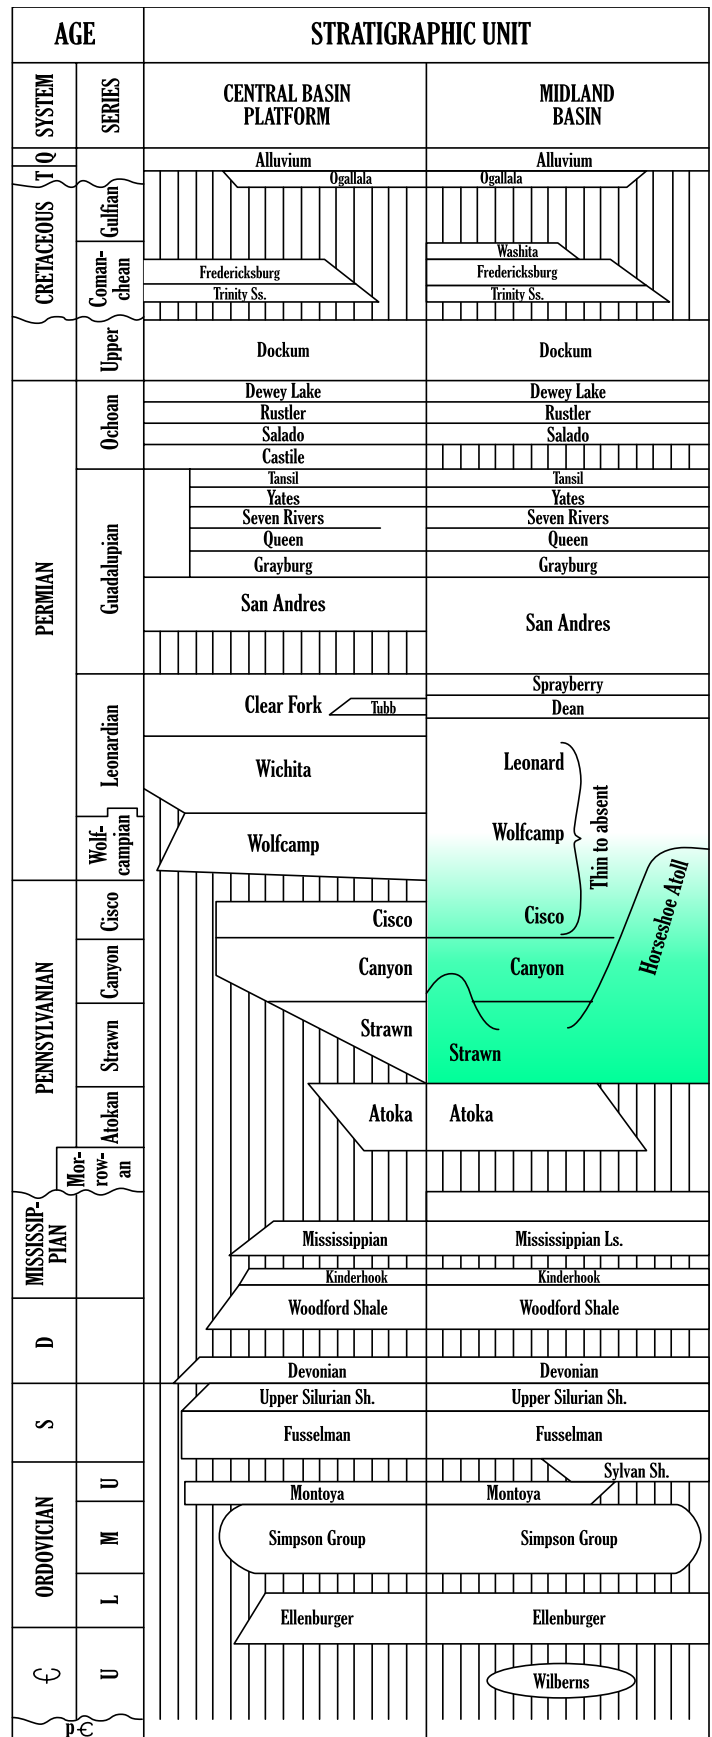 AGE
STRATIGRAPHIC UNIT
SYSTEM
SERIES
CENTRAL BASIN
PLATFORM
MIDLAND
BASIN
Q
T
Alluvium
Alluvium
Ogallala
Ogallala
CRETACEOUS
Gulfian
Coman-
chean
Washita
Fredericksburg
Fredericksburg
Trinity Ss.
Trinity Ss.
Upper
Dockum
Dockum
PERMIAN
Ochoan
Dewey Lake
Dewey Lake
Rustler
Rustler
Salado
Salado
Castile
Guadalupian
Tansil
Tansil
Yates
Yates
Seven Rivers
Seven Rivers
Queen
Queen
Grayburg
Grayburg
San Andres
San Andres
Leonardian
Sprayberry
Clear Fork
Tubb
Dean
Wichita
Leonard
Wolf-
campian
Wolfcamp
Wolfcamp
Thin to absent
Horseshoe Atoll
PENNSYLVANIAN
Cisco
Cisco
Cisco
Canyon
Canyon
Canyon
Strawn
Strawn
Strawn
Atokan
Atoka
Atoka
Mor-
row-
an
MISSISSIP-
PIAN
Mississippian
Mississippian Ls.
Kinderhook
Kinderhook
Woodford Shale
Woodford Shale
D
Devonian
Devonian
S
Upper Silurian Sh.
Upper Silurian Sh.
Fusselman
Fusselman
ORDOVICIAN
U
Sylvan Sh.
Montoya
Montoya
M
Simpson Group
Simpson Group
L
Ellenburger
Ellenburger
Є
U
Wilberns
pЄ